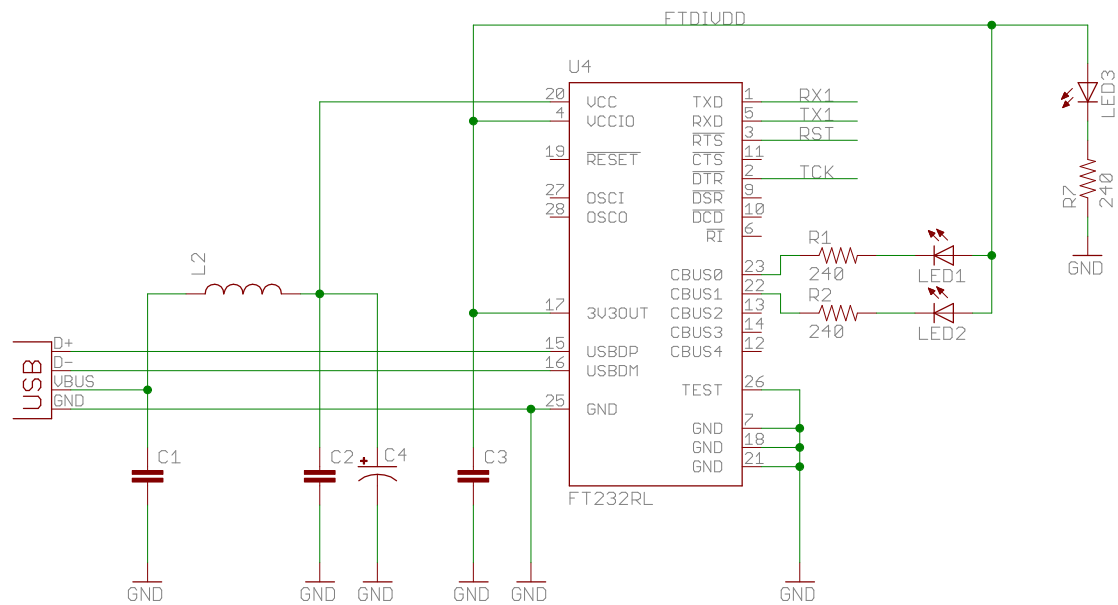 FTDIVDD
U4
20 VCC TXD 1 RX1
4 VCCIO RXD 5 TX1
RTS 3 RST
19 RESET CTS 11
DTR 2 TCK
27 OSCI DSR 9
28 OSCO DCD 10
RI 6
LED3
R7
240
GND
R1
240
LED1
R2
240
LED2
CBUS0 23
CBUS1 22
17 3V3OUT CBUS2 13
CBUS3 14
15 USBDP CBUS4 12
16 USBDM
TEST 26
25 GND
GND 7
GND 18
GND 21
FT232RL
L2
USB
D+
D-
VBUS
GND
C1
C2
+
C4
C3
GND
GND
GND
GND
GND